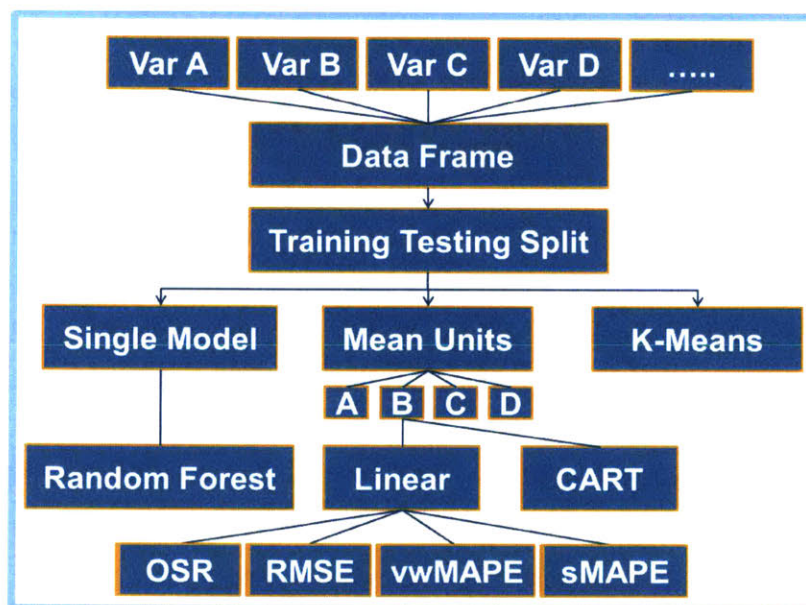 Var A Var B Var C Var D .....
Data Frame
Training Testing Split
Single Model Mean Units K-Means
A B C D
Random Forest Linear CART
OSR RMSE vwMAPE sMAPE